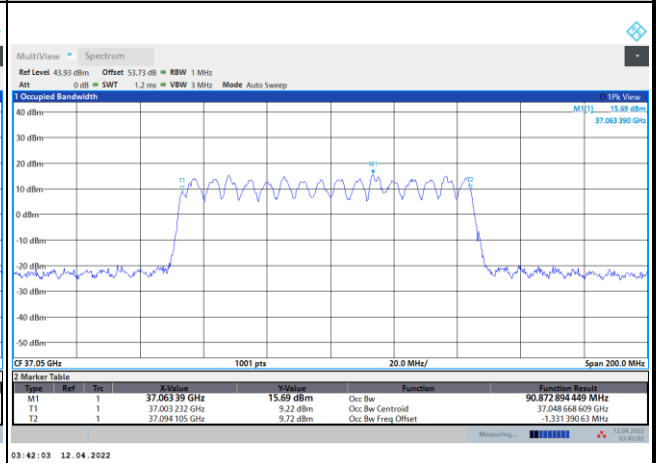 MultiView Spectrum
Ref Level 43.93 dBm Offset 53.73 dB RBW 1 MHz
Att 0 dB SWT 1.2 ms VBW 3 MHz Mode Auto Sweep
1 Occupied Bandwidth 1Pk View
M1[1] 15.69 dBm
37.063 390 GHz
40 dBm
30 dBm
20 dBm
M1
T1
T2
10 dBm
0 dBm
-10 dBm
-20 dBm
-30 dBm
-40 dBm
-50 dBm
CF 37.05 GHz 1001 pts 20.0 MHz/ Span 200.0 MHz
2 Marker Table
Type Ref Trc X-Value Y-Value Function Function Result
M1 1 37.063 39 GHz 15.69 dBm Occ Bw 90.872 894 449 MHz
T1 1 37.003 232 GHz 9.22 dBm Occ Bw Centroid 37.048 668 609 GHz
T2 1 37.094 105 GHz 9.72 dBm Occ Bw Freq Offset -1.331 390 63 MHz
Measuring... 12.04.2022
03:42:02
03:42:03 12.04.2022